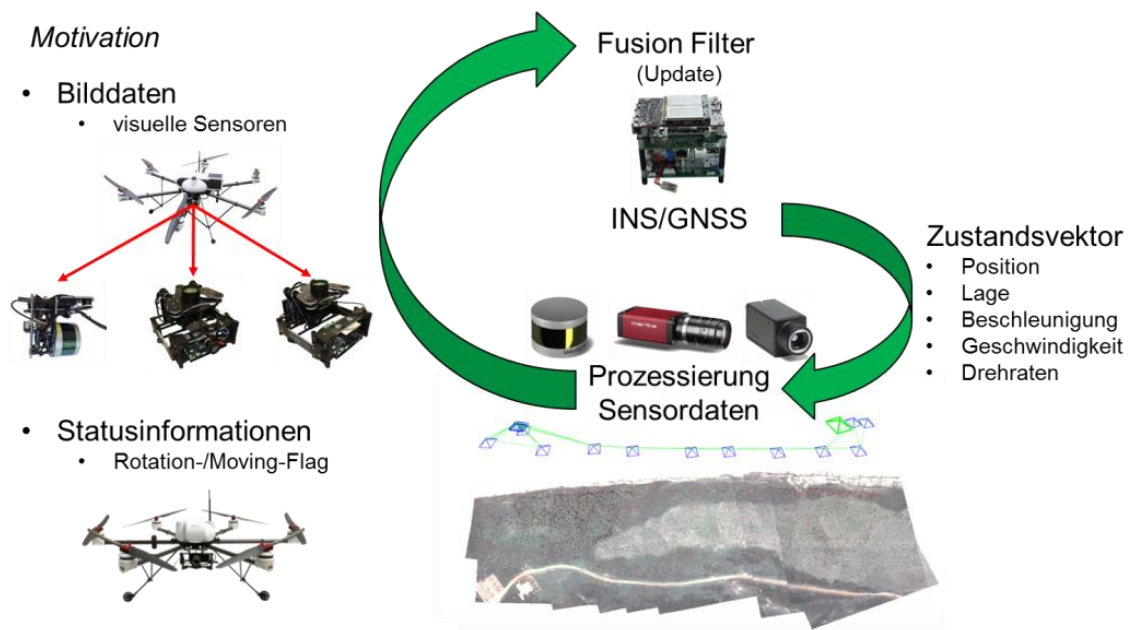 Motivation
• Bilddaten
• visuelle Sensoren
• Statusinformationen
• Rotation-/Moving-Flag
Fusion Filter
(Update)
INS/GNSS
Zustandsvektor
• Position
• Lage
• Beschleunigung
• Geschwindigkeit
• Drehraten
Prozessierung
Sensordaten